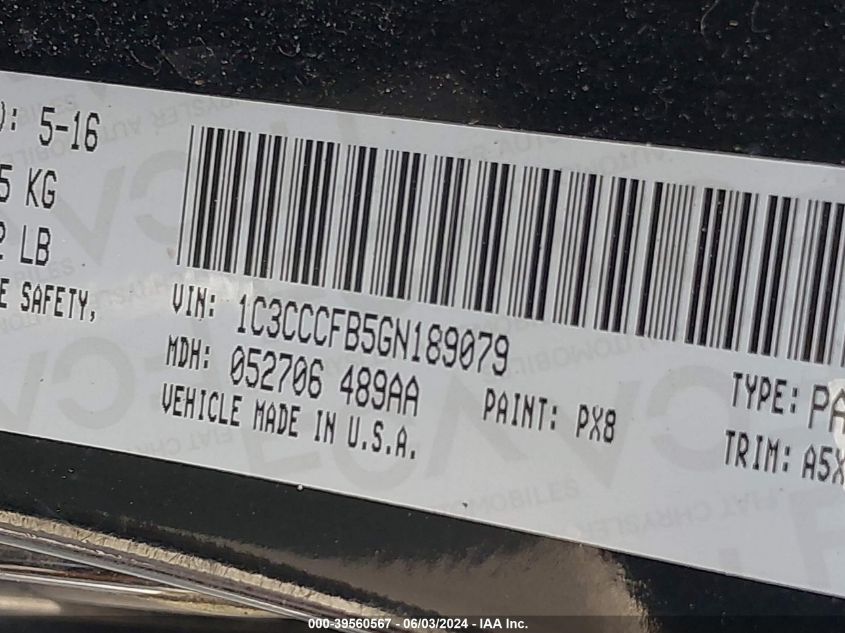 ): 5-16
5 KG
2 LB
E SAFETY,
VIN: 1C3CCCFB5GN189079
MDH: 052706 489AA
PAINT: PX8
TYPE: PA
VEHICLE MADE IN U.S.A.
TRIM: A5X
000-39560567 - 06/03/2024 - IAA Inc.